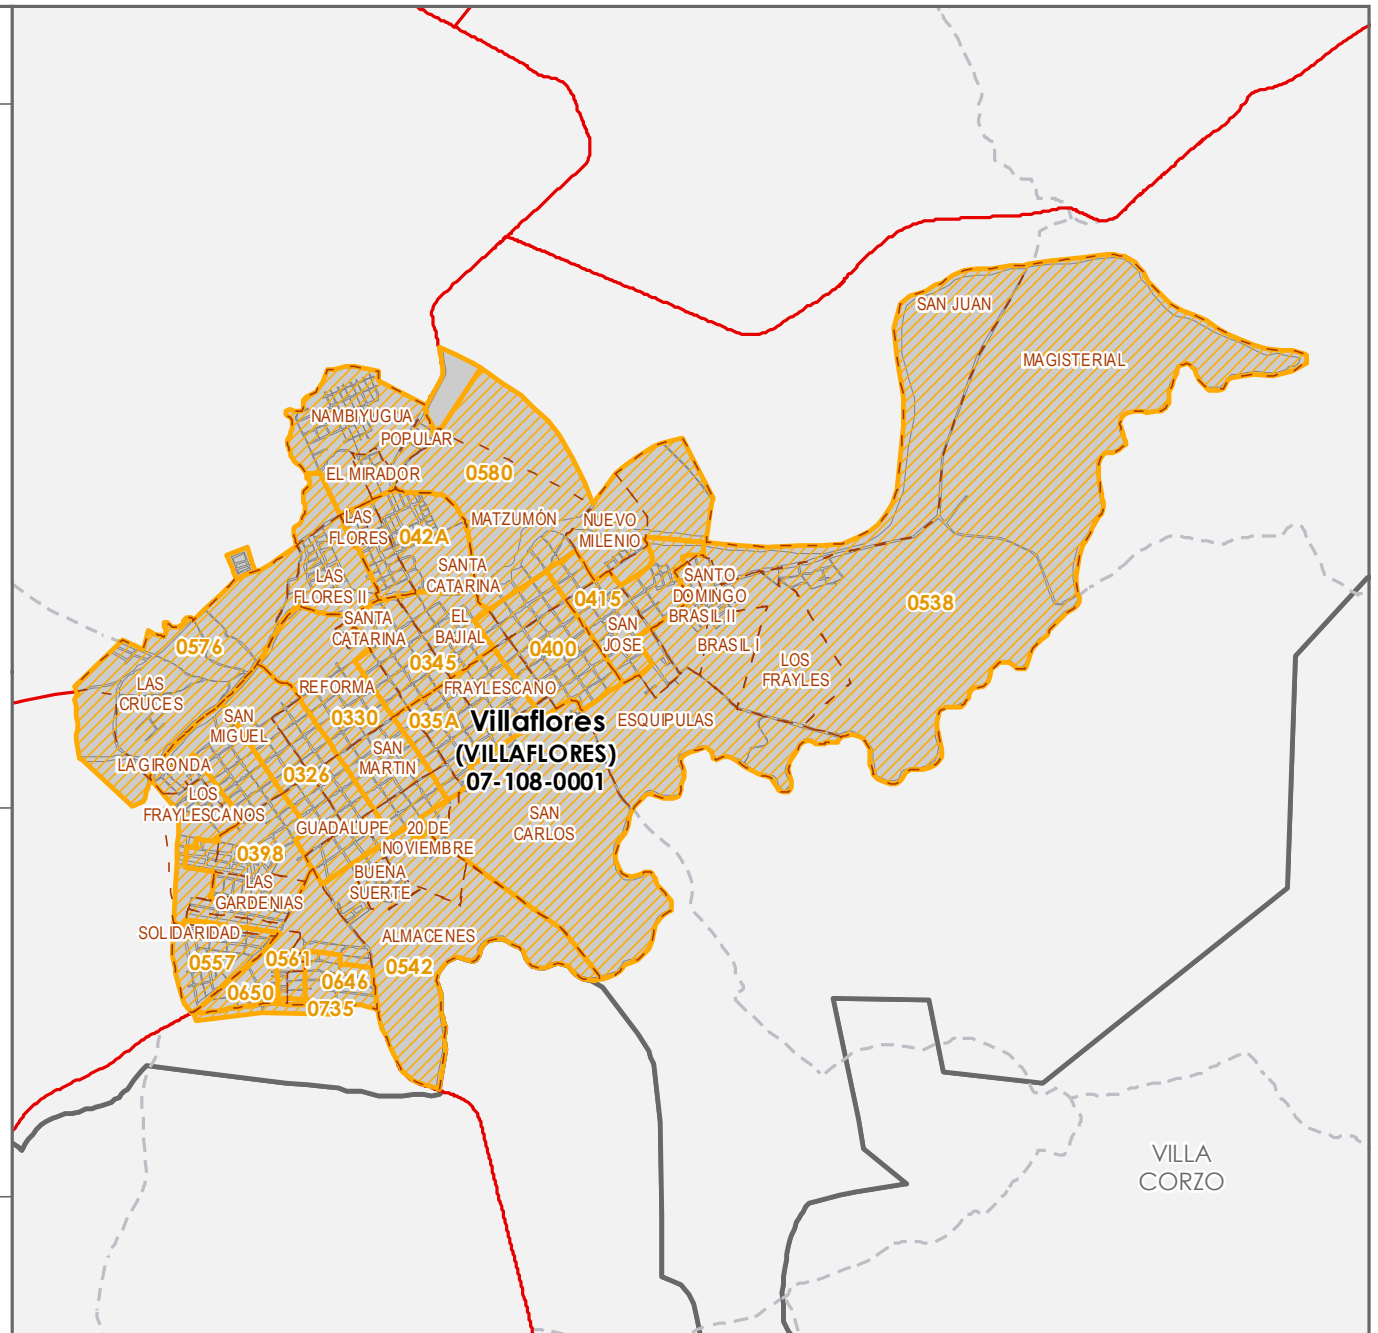 SAN JUAN
MAGISTERIAL
NAMBIYUGUA
POPULAR
EL MIRADOR
0580
LAS
FLORES
042A
MATZUMÓN
NUEVO
MILENIO
SANTA
CATARINA
LAS
FLORES II
SANTO
DOMINGO
BRASIL II
0415
0538
SANTA
CATARINA
EL
BAJIAL
SAN
JOSE
BRASIL I
0576
0345
0400
LOS
FRAYLES
LAS
CRUCES
REFORMA
FRAYLESCANO
SAN
MIGUEL
0330
035A
Villaflores
(VILLAFLORES)
07-108-0001
ESQUIPULAS
LA GIRONDA
0326
SAN
MARTIN
LOS
FRAYLESCANOS
SAN
CARLOS
GUADALUPE
20 DE
NOVIEMBRE
0398
BUENA
SUERTE
LAS
GARDENIAS
SOLIDARIDAD
ALMACENES
0557
0561
0542
0650
0646
0735
VILLA
CORZO